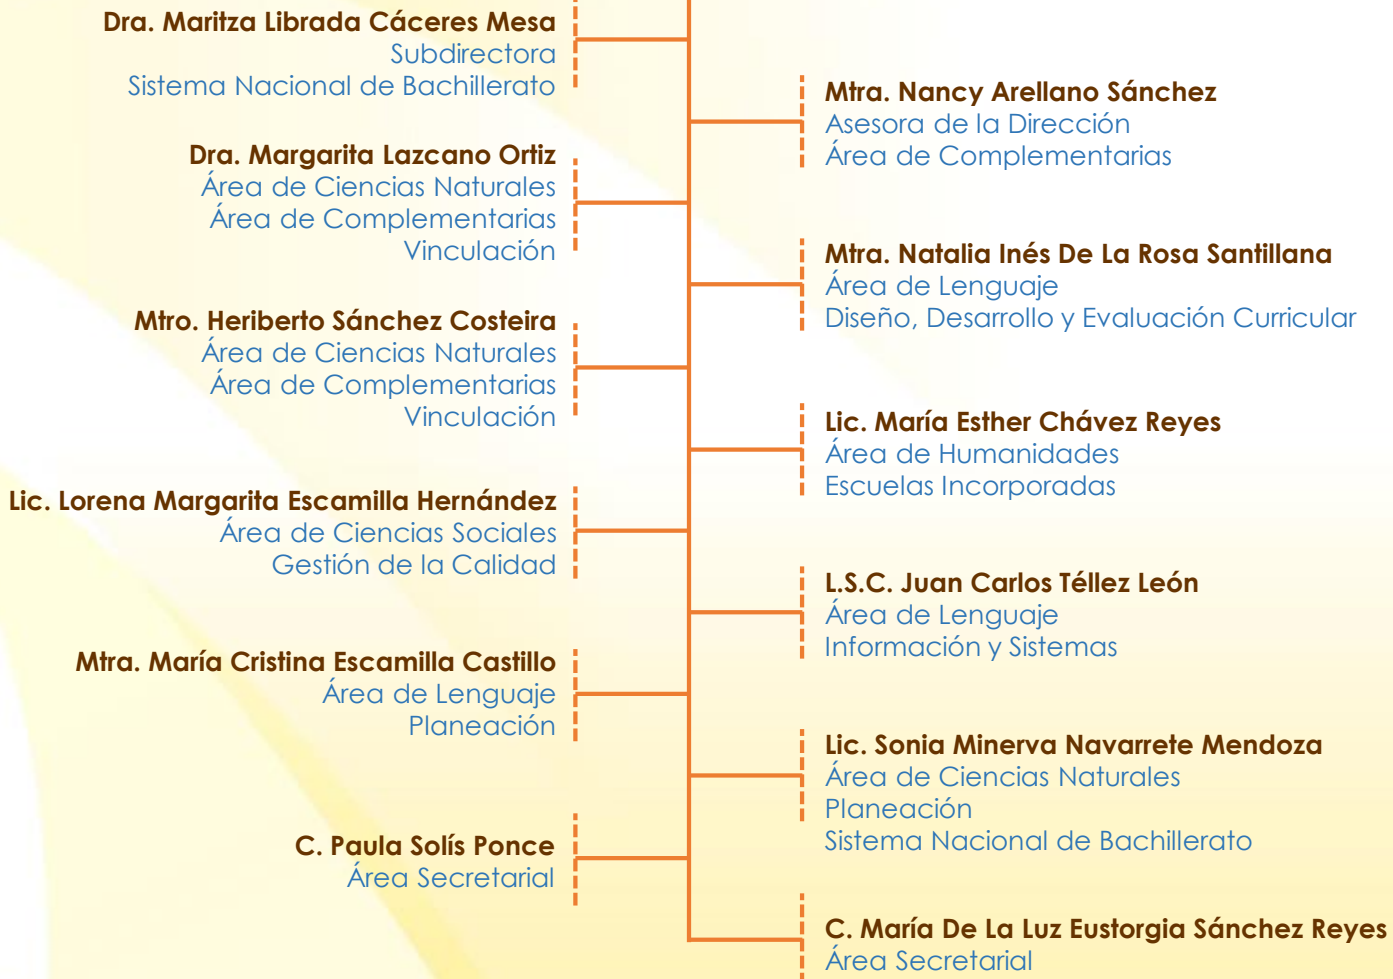 Dra. Maritza Librada Cáceres Mesa
Subdirectora
Sistema Nacional de Bachillerato
Mtra. Nancy Arellano Sánchez
Asesora de la Dirección
Área de Complementarias
Dra. Margarita Lazcano Ortiz
Área de Ciencias Naturales
Área de Complementarias
Vinculación
Mtra. Natalia Inés De La Rosa Santillana
Área de Lenguaje
Diseño, Desarrollo y Evaluación Curricular
Mtro. Heriberto Sánchez Costeira
Área de Ciencias Naturales
Área de Complementarias
Vinculación
Lic. María Esther Chávez Reyes
Área de Humanidades
Escuelas Incorporadas
Lic. Lorena Margarita Escamilla Hernández
Área de Ciencias Sociales
Gestión de la Calidad
L.S.C. Juan Carlos Téllez León
Área de Lenguaje
Información y Sistemas
Mtra. María Cristina Escamilla Castillo
Área de Lenguaje
Planeación
Lic. Sonia Minerva Navarrete Mendoza
Área de Ciencias Naturales
Planeación
Sistema Nacional de Bachillerato
C. Paula Solís Ponce
Área Secretarial
C. María De La Luz Eustorgia Sánchez Reyes
Área Secretarial